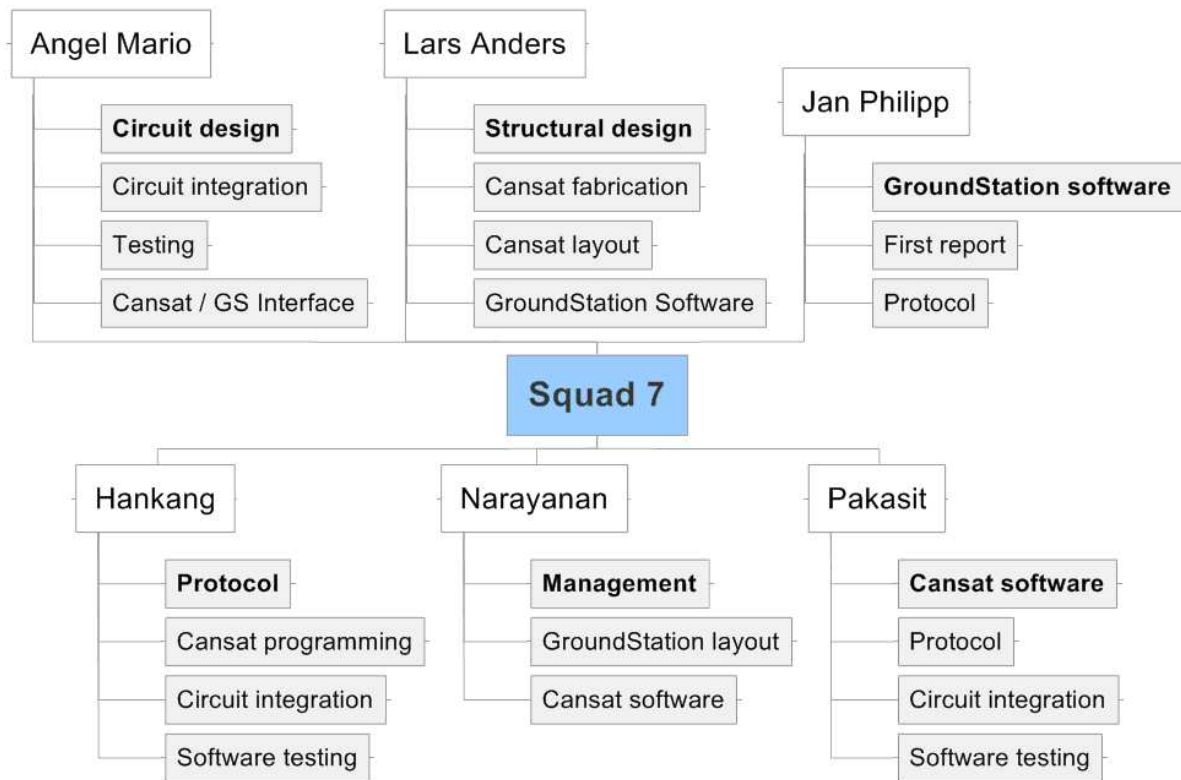 Angel Mario
Circuit design
Circuit integration
Testing
Cansat / GS Interface
Lars Anders
Structural design
Cansat fabrication
Cansat layout
GroundStation Software
Jan Philipp
GroundStation software
First report
Protocol
Squad 7
Hankang
Protocol
Cansat programming
Circuit integration
Software testing
Narayanan
Management
GroundStation layout
Cansat software
Pakasit
Cansat software
Protocol
Circuit integration
Software testing